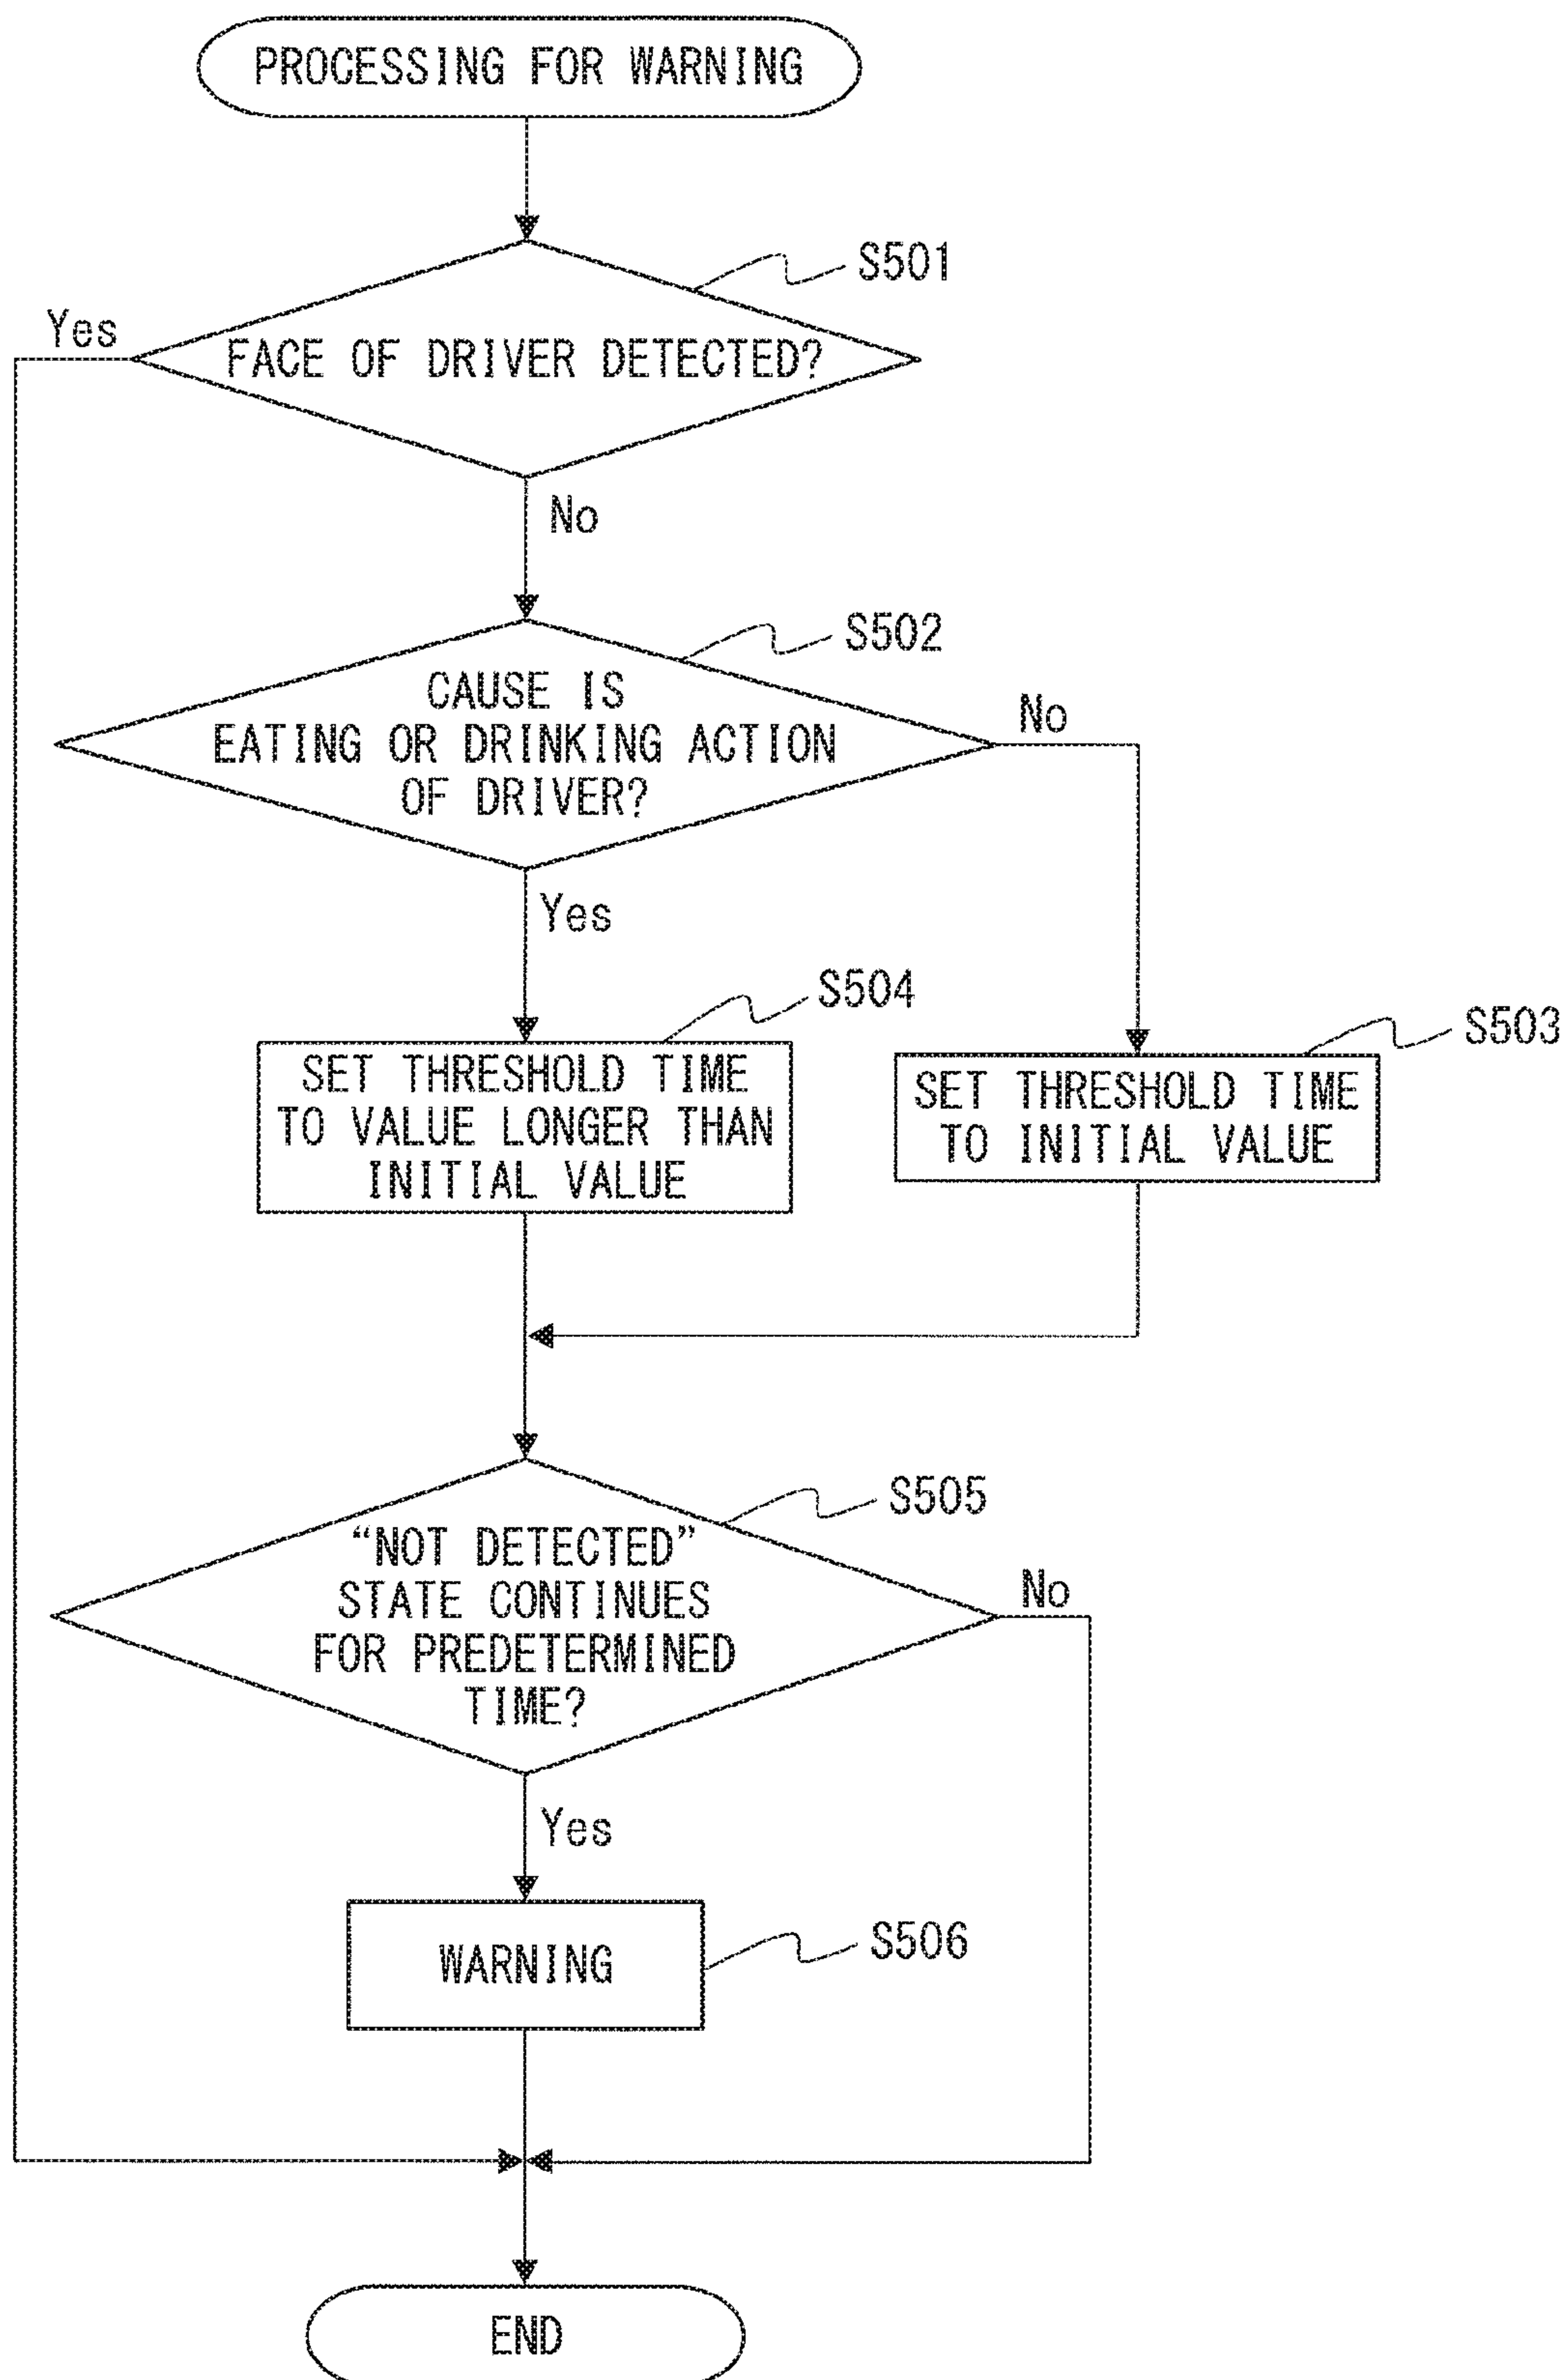 PROCESSING FOR WARNING
S501
Yes
FACE OF DRIVER DETECTED?
No
S502
CAUSE IS
EATING OR DRINKING ACTION
OF DRIVER?
No
Yes
S504
SET THRESHOLD TIME
TO VALUE LONGER THAN
INITIAL VALUE
S503
SET THRESHOLD TIME
TO INITIAL VALUE
S505
“NOT DETECTED”
STATE CONTINUES
FOR PREDETERMINED
TIME?
No
Yes
WARNING
S506
END